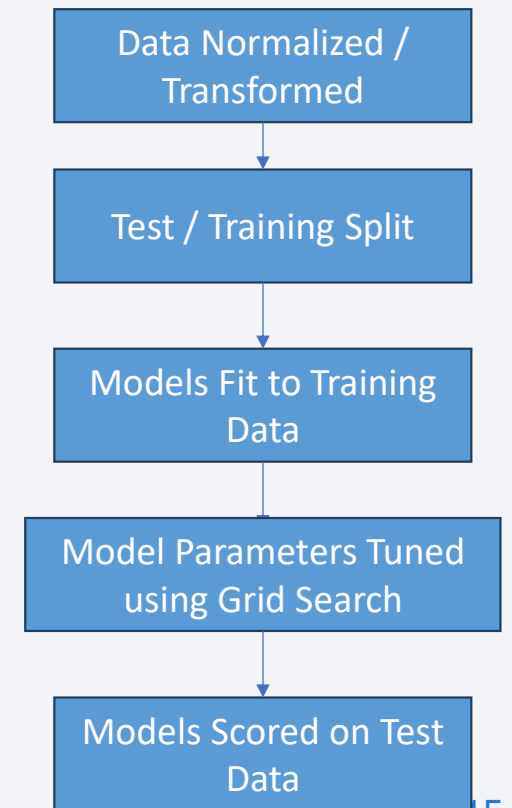 Data Normalized /
Transformed
Test / Training Split
Models Fit to Training
Data
Model Parameters Tuned
using Grid Search
Models Scored on Test
Data